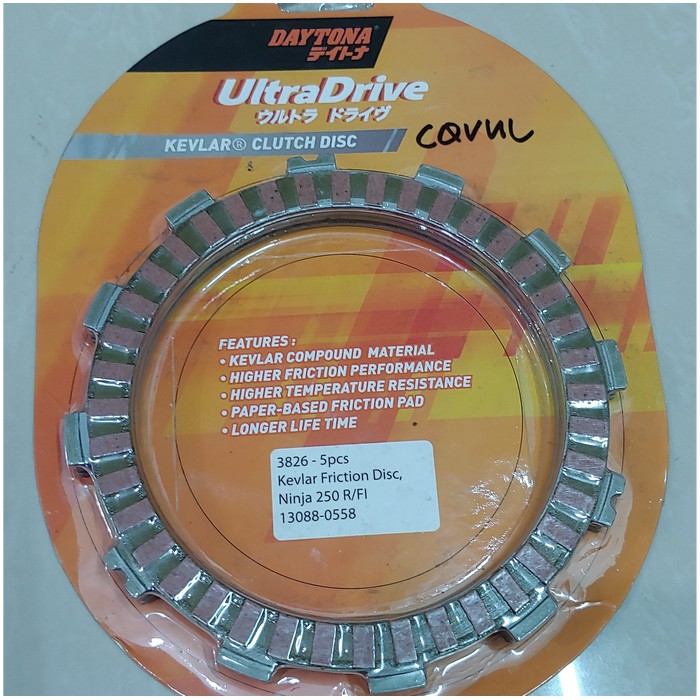 DAYTONA
デイトナ
UltraDrive
ウルトラ ドライヴ
KEVLAR® CLUTCH DISC
CQVUL
FEATURES :
• KEVLAR COMPOUND MATERIAL
• HIGHER FRICTION PERFORMANCE
• HIGHER TEMPERATURE RESISTANCE
• PAPER-BASED FRICTION PAD
• LONGER LIFE TIME
3826 - 5pcs
Kevlar Friction Disc,
Ninja 250 R/FI
13088-0558